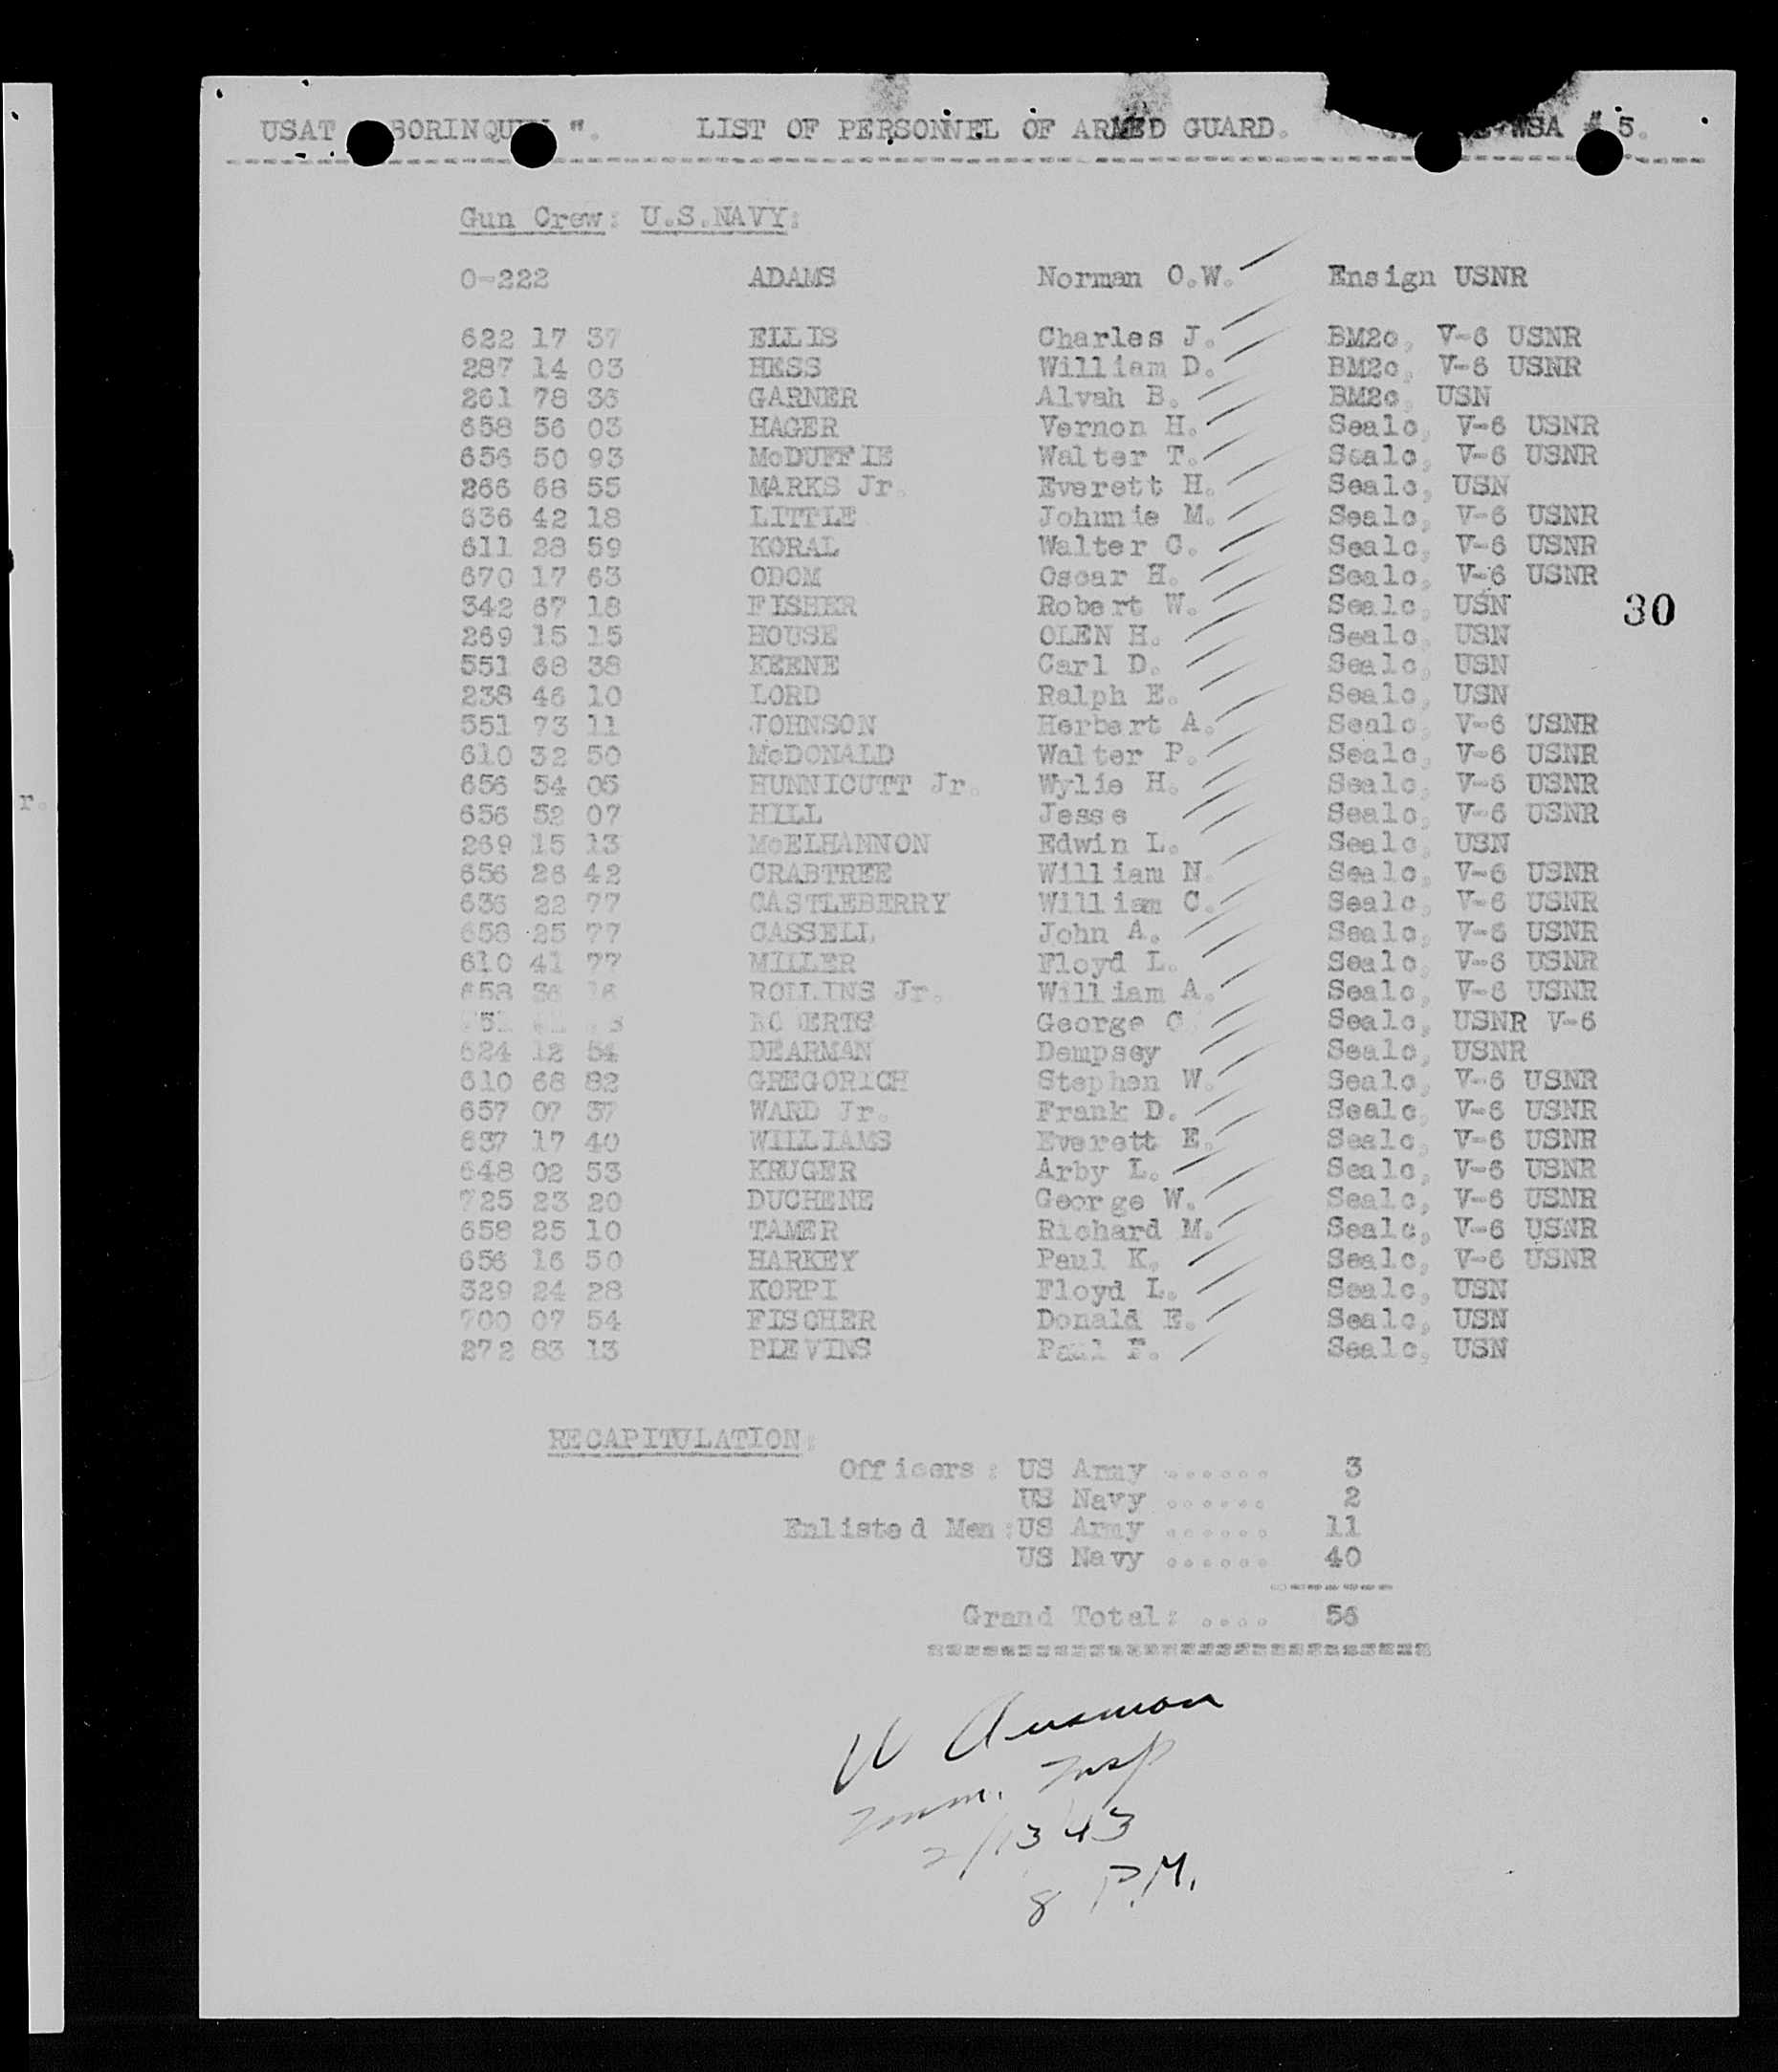 USAT BORINQU ". LIST OF PERSONNEL OF ARMED GUARD. WSA # 5.
Gun Crew: U.S.NAVY:
0-222 ADAMS Norman O.W. Ensign USNR
622 17 37 ELLIS Charles J. BM2c, V-6 USNR
287 14 03 HESS William D. BM2c, V-6 USNR
261 78 36 GARNER Alvah B. BM2c, USN
658 56 03 HAGER Vernon H. Sea1c, V-6 USNR
656 50 93 McDUFFIE Walter T. Sea1c, V-6 USNR
266 68 55 MARKS Jr. Everett H. Sea1c, USN
636 42 18 LITTLE Johnnie M. Sea1c, V-6 USNR
611 28 59 KORAL Walter C. Sea1c, V-6 USNR
670 17 63 ODOM Oscar H. Sea1c, V-6 USNR
342 67 18 FISHER Robert W. Sea1c, USN
30
269 15 15 HOUSE OLEN H. Sea1c, USN
551 68 38 KEENE Carl D. Sea1c, USN
238 46 10 LORD Ralph E. Sea1c, USN
551 73 11 JOHNSON Herbert A. Sea1c, V-6 USNR
610 32 50 McDONALD Walter P. Sea1c, V-6 USNR
656 54 05 HUNNICUTT Jr. Wylie H. Sea1c, V-6 USNR
656 52 07 HILL Jesse Sea1c, V-6 USNR
269 15 13 McELHANNON Edwin L. Sea1c, USN
656 26 42 CRABTREE William N. Sea1c, V-6 USNR
636 22 77 CASTLEBERRY William C. Sea1c, V-6 USNR
658 25 77 CASSELL John A. Sea1c, V-6 USNR
610 41 77 MILLER Floyd L. Sea1c, V-6 USNR
658 36 16 ROLLINS Jr. William A. Sea1c, V-6 USNR
ROBERTS George C Sea1c, USNR V-6
624 12 54 DEARMAN Dempsey Sea1c, USNR
610 68 82 GREGORICH Stephen W. Sea1c, V-6 USNR
657 07 37 WARD Jr. Frank D. Sea1c, V-6 USNR
637 17 40 WILLIAMS Everett E. Sea1c, V-6 USNR
648 02 53 KRUGER Arby L. Sea1c, V-6 USNR
725 23 20 DUCHENE George W. Sea1c, V-6 USNR
658 25 10 TAMER Richard M. Sea1c, V-6 USNR
656 16 50 HARKEY Paul K. Sea1c, V-6 USNR
329 24 28 KORPI Floyd L. Sea1c, USN
700 07 54 FISCHER Donald E. Sea1c, USN
272 83 13 BLEVINS Paul F. Sea1c, USN
RECAPITULATION:
Officers: US Army ...... 3
US Navy ...... 2
Enlisted Men:US Army ...... 11
US Navy ...... 40
Grand Total: .... 56
W Ausman
Imm. Insp
2/13/43
8 P.M.
r.